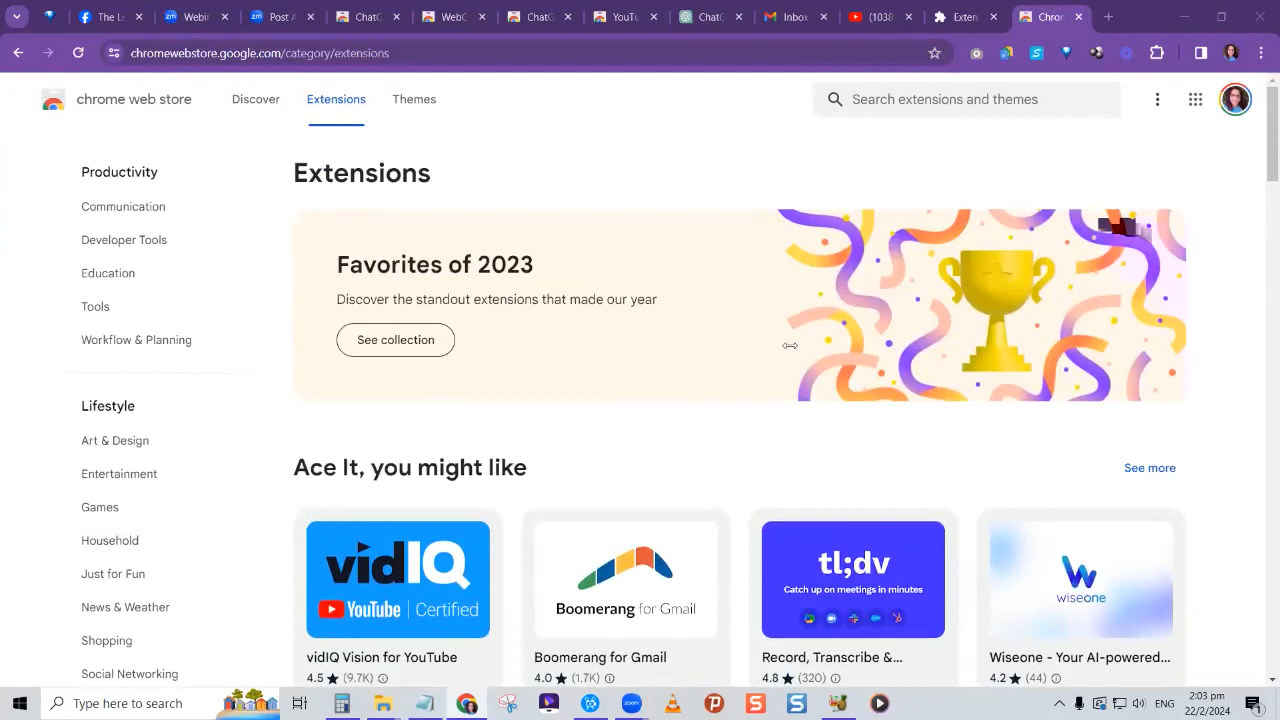 The H
Webin
Post A
ChatG
WebC
ChatG
YouTu
ChatG
Inbox
(1038
Exten
Chror
chromewebstore.google.com/category/extensions
chrome web store
Discover
Extensions
Themes
Search extensions and themes
Productivity
Communication
Developer Tools
Education
Tools
Workflow & Planning
Lifestyle
Art & Design
Entertainment
Games
Household
Just for Fun
News & Weather
Shopping
Social Networking
Extensions
Favorites of 2023
Discover the standout extensions that made our year
See collection
Ace It, you might like
See more
vidIQ
YouTube | Certified
vidIQ Vision for YouTube
4.5 ★ (9.7K)
Boomerang for Gmail
Boomerang for Gmail
4.0 ★ (1.7K)
tl;dv
Catch up on meetings in minutes
Record, Transcribe &...
4.8 ★ (320)
wiseone
Wiseone - Your AI-powered...
4.2 ★ (44)
Type here to search
zoom
ENG
2:03 pm
22/2/2024
1